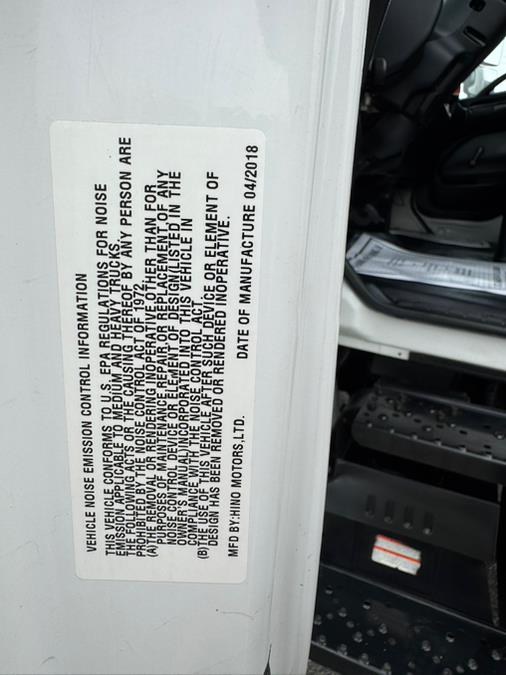 VEHICLE NOISE EMISSION CONTROL INFORMATION
THIS VEHICLE CONFORMS TO U.S. EPA REGULATIONS FOR NOISE
EMISSION APPLICABLE TO MEDIUM AND HEAVY TRUCKS.
THE FOLLOWING ACTS OR THE CAUSING THEREOF BY ANY PERSON ARE
PROHIBITED BY THE NOISE CONTROL ACT OF 1972.
(A) THE REMOVAL OR RENDERING INOPERATIVE OTHER THAN FOR
PURPOSES OF MAINTENANCE, REPAIR, OR REPLACEMENT OF ANY
NOISE CONTROL DEVICE OR ELEMENT OF DESIGN (LISTED IN THE
OWNER'S MANUAL) INCORPORATED INTO THIS VEHICLE IN
COMPLIANCE WITH THE NOISE CONTROL ACT.
(B) THE USE OF THIS VEHICLE AFTER SUCH DEVICE OR ELEMENT OF
DESIGN HAS BEEN REMOVED OR RENDERED INOPERATIVE.
DATE OF MANUFACTURE 04/2018
MFD BY:HINO MOTORS,LTD.